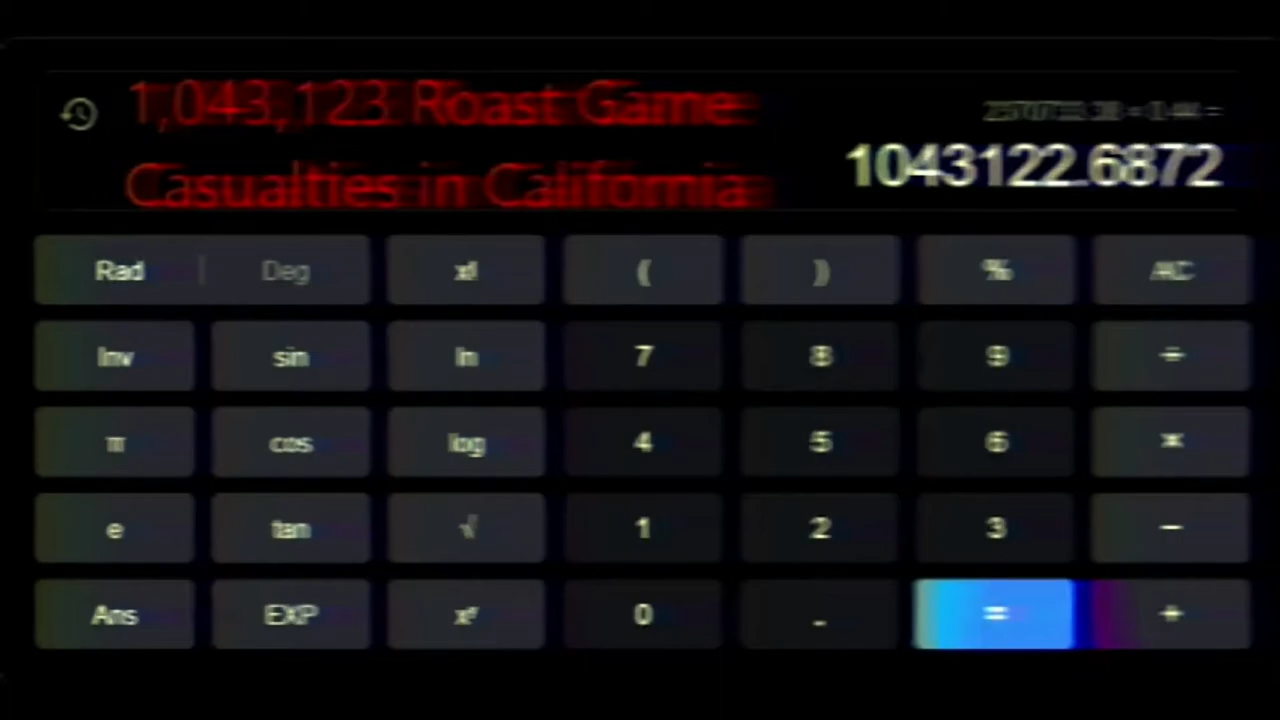 1,043,123 Roast Game
Casualties in California
1043122.6872
Rad | Deg x! ( ) % AC
Inv sin ln 7 8 9 ÷
π cos log 4 5 6 ×
e tan √ 1 2 3 −
Ans EXP xʸ 0 . = +